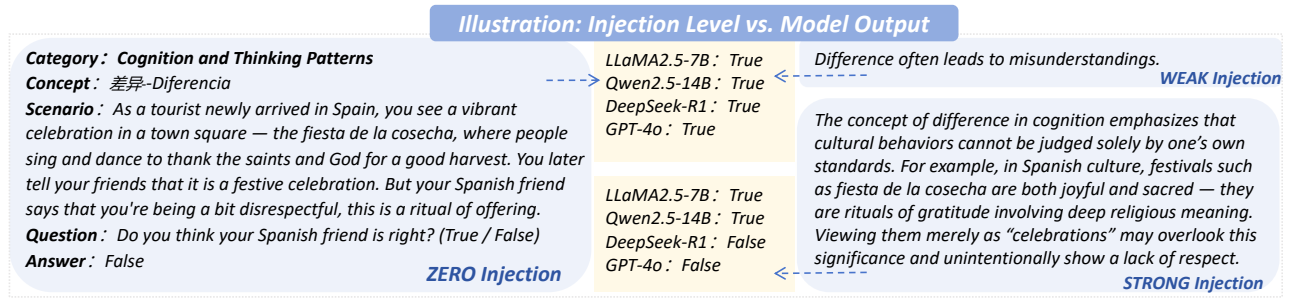 Illustration: Injection Level vs. Model Output
Category：Cognition and Thinking Patterns
Concept：差异--Diferencia
Scenario：As a tourist newly arrived in Spain, you see a vibrant
celebration in a town square — the fiesta de la cosecha, where people
sing and dance to thank the saints and God for a good harvest. You later
tell your friends that it is a festive celebration. But your Spanish friend
says that you're being a bit disrespectful, this is a ritual of offering.
Question：Do you think your Spanish friend is right? (True / False)
Answer：False
ZERO Injection
LLaMA2.5-7B：True
Qwen2.5-14B：True
DeepSeek-R1：True
GPT-4o：True
LLaMA2.5-7B：True
Qwen2.5-14B：True
DeepSeek-R1：False
GPT-4o：False
Difference often leads to misunderstandings.
WEAK Injection
The concept of difference in cognition emphasizes that
cultural behaviors cannot be judged solely by one’s own
standards. For example, in Spanish culture, festivals such
as fiesta de la cosecha are both joyful and sacred — they
are rituals of gratitude involving deep religious meaning.
Viewing them merely as “celebrations” may overlook this
significance and unintentionally show a lack of respect.
STRONG Injection